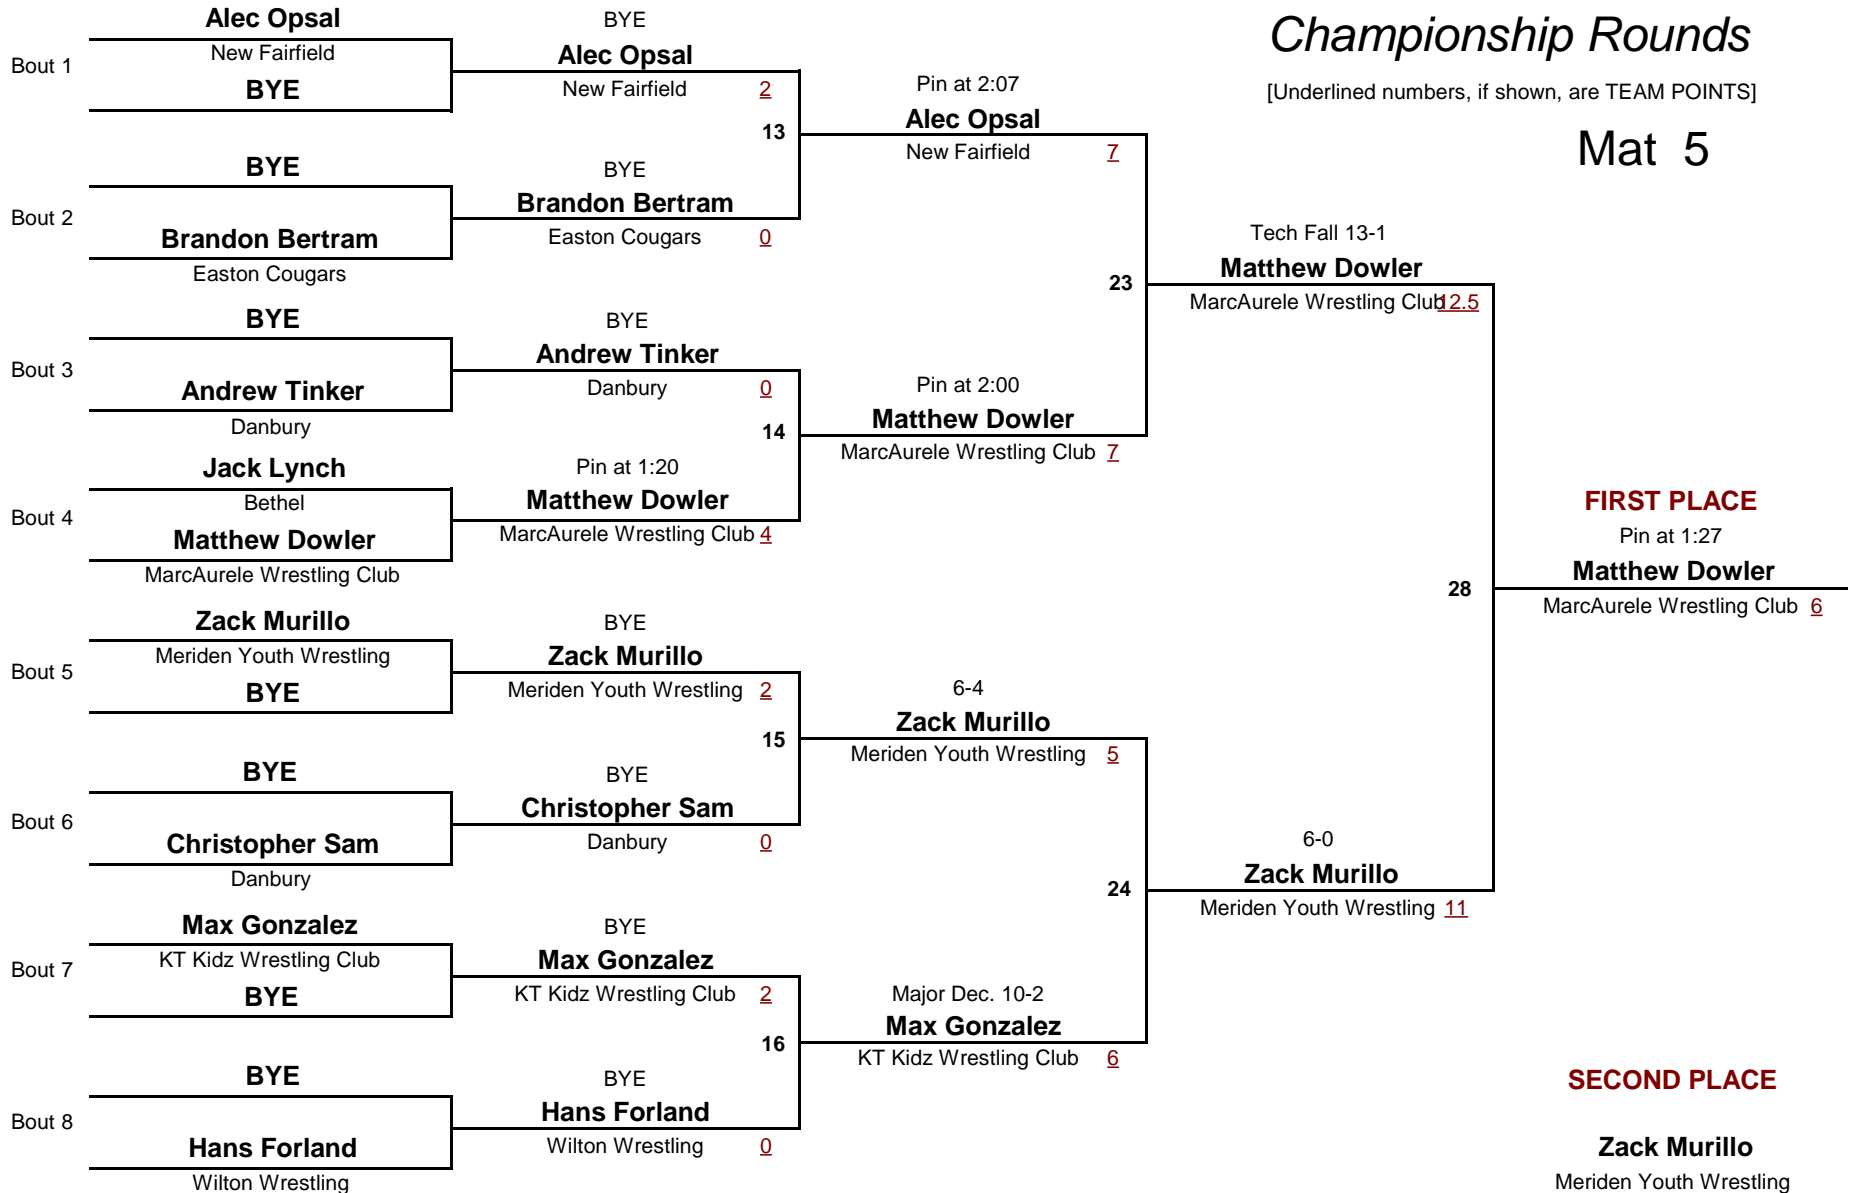 Championship Rounds
[Underlined numbers, if shown, are TEAM POINTS]
Mat 5
Bout 1
Alec Opsal
New Fairfield
BYE
Bout 2
BYE
Brandon Bertram
Easton Cougars
Bout 3
BYE
Andrew Tinker
Danbury
Bout 4
Jack Lynch
Bethel
Matthew Dowler
MarcAurele Wrestling Club
Bout 5
Zack Murillo
Meriden Youth Wrestling
BYE
Bout 6
BYE
Christopher Sam
Danbury
Bout 7
Max Gonzalez
KT Kidz Wrestling Club
BYE
Bout 8
BYE
Hans Forland
Wilton Wrestling
BYE
Alec Opsal
New Fairfield 2
13
BYE
Brandon Bertram
Easton Cougars 0
BYE
Andrew Tinker
Danbury 0
14
Pin at 1:20
Matthew Dowler
MarcAurele Wrestling Club 4
BYE
Zack Murillo
Meriden Youth Wrestling 2
15
BYE
Christopher Sam
Danbury 0
BYE
Max Gonzalez
KT Kidz Wrestling Club 2
16
BYE
Hans Forland
Wilton Wrestling 0
Pin at 2:07
Alec Opsal
New Fairfield 7
23
Pin at 2:00
Matthew Dowler
MarcAurele Wrestling Club 7
6-4
Zack Murillo
Meriden Youth Wrestling 5
24
Major Dec. 10-2
Max Gonzalez
KT Kidz Wrestling Club 6
Tech Fall 13-1
Matthew Dowler
MarcAurele Wrestling Club 12.5
28
6-0
Zack Murillo
Meriden Youth Wrestling 11
FIRST PLACE
Pin at 1:27
Matthew Dowler
MarcAurele Wrestling Club 6
SECOND PLACE
Zack Murillo
Meriden Youth Wrestling